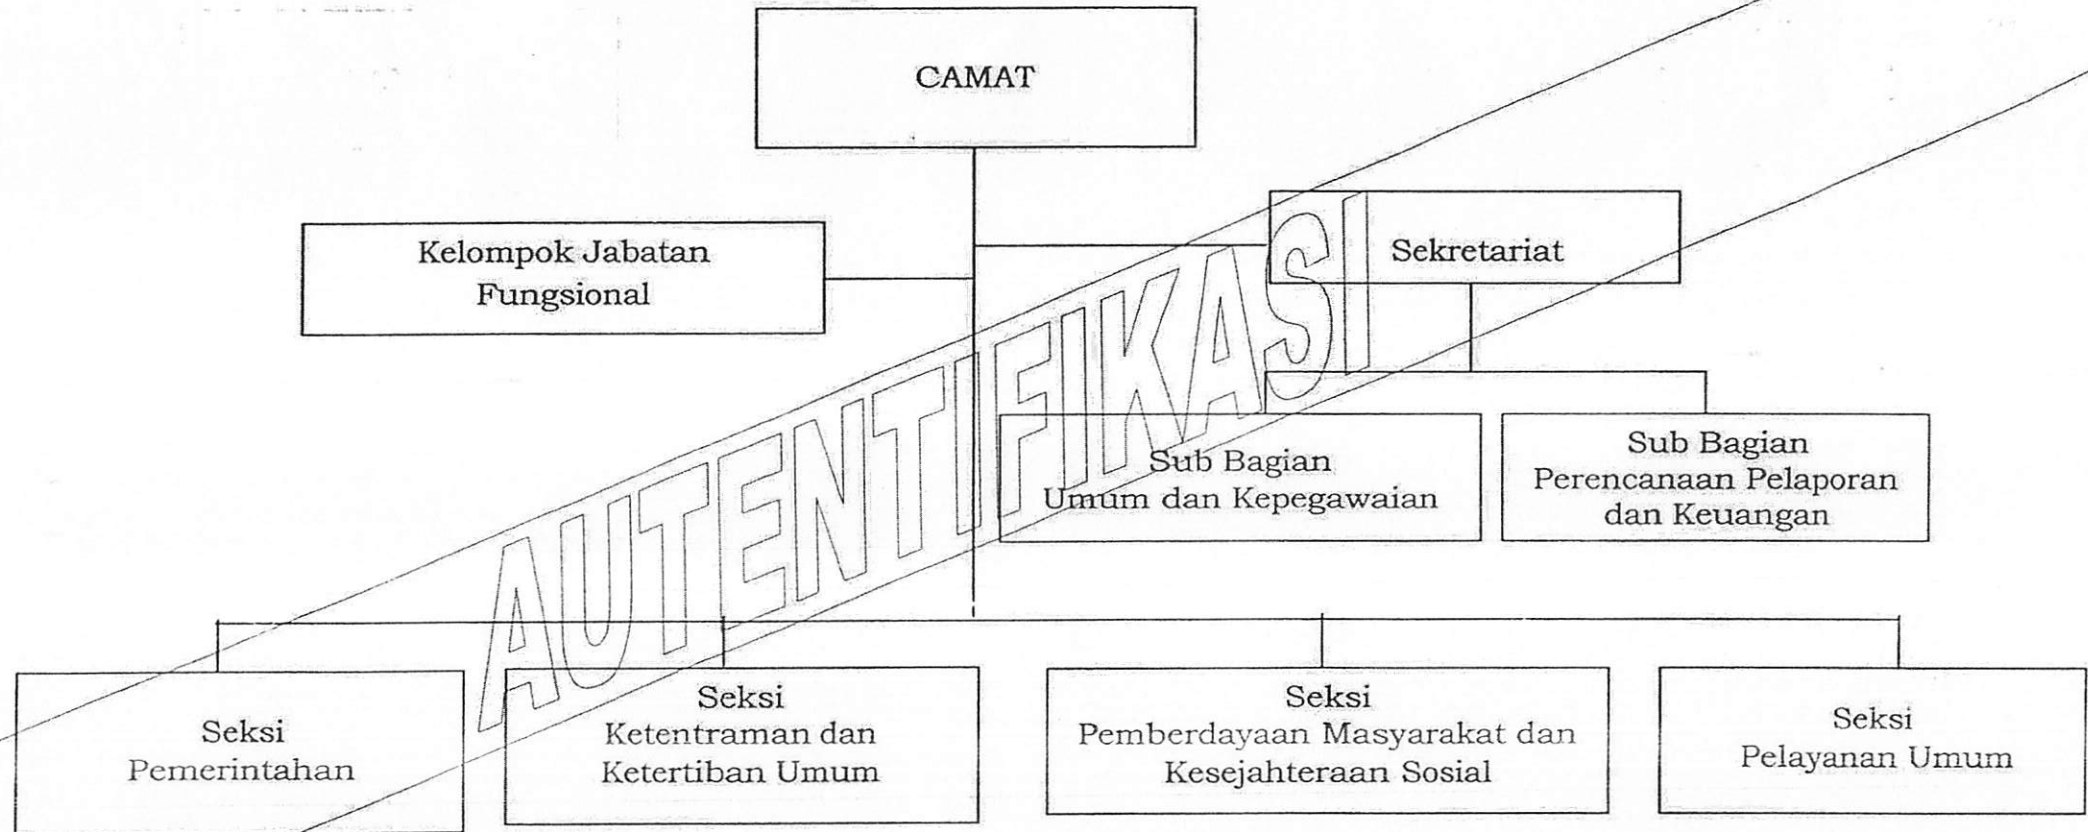 CAMAT
Kelompok Jabatan
Fungsional
Sekretariat
AUTENTIFIKASI
Sub Bagian
Umum dan Kepegawaian
Sub Bagian
Perencanaan Pelaporan
dan Keuangan
Seksi
Pemerintahan
Seksi
Ketentraman dan
Ketertiban Umum
Seksi
Pemberdayaan Masyarakat dan
Kesejahteraan Sosial
Seksi
Pelayanan Umum